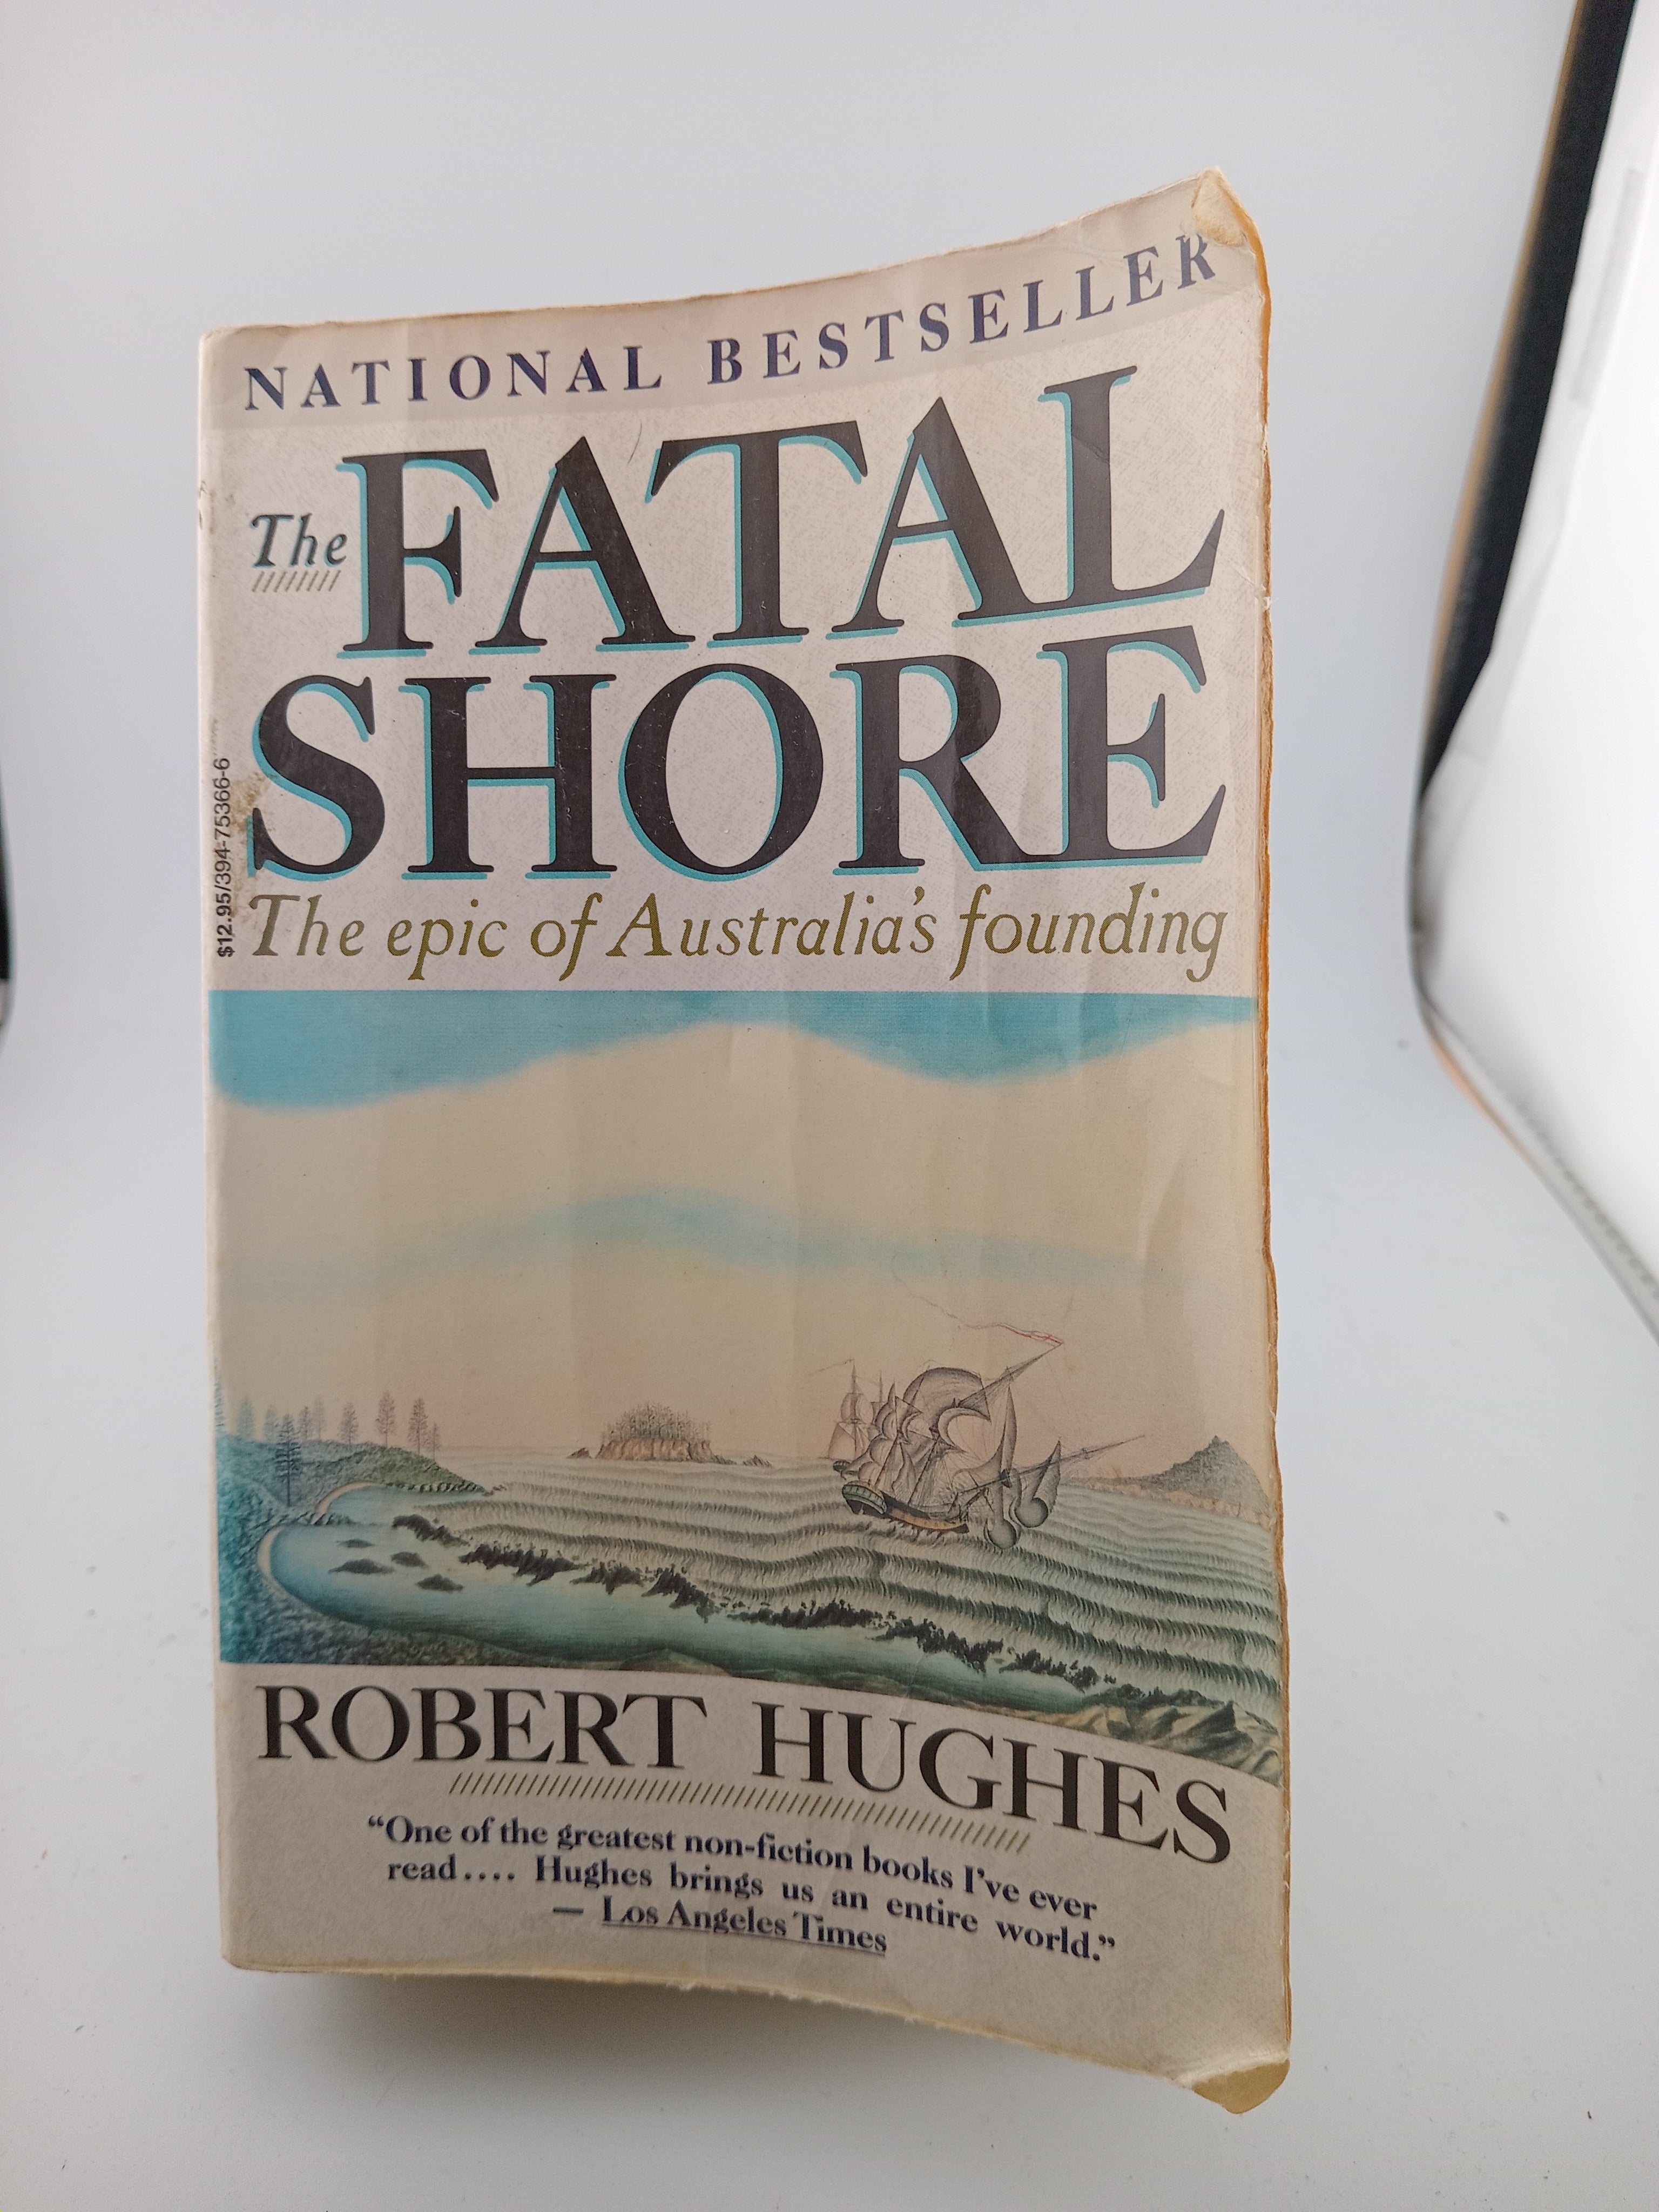 NATIONAL BESTSELLER
The FATAL
SHORE
$12.95/394-75366-6
The epic of Australia's founding
ROBERT HUGHES
“One of the greatest non-fiction books I've ever
read.... Hughes brings us an entire world.”
— Los Angeles Times